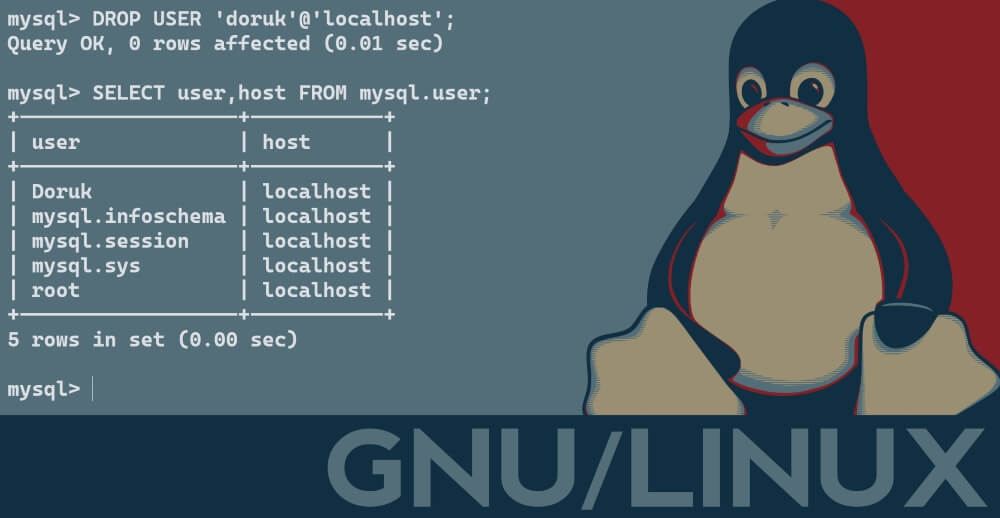 mysql> DROP USER 'doruk'@'localhost';
Query OK, 0 rows affected (0.01 sec)
mysql> SELECT user,host FROM mysql.user;
+------------------+-----------+
| user             | host      |
+------------------+-----------+
| Doruk            | localhost |
| mysql.infoschema | localhost |
| mysql.session    | localhost |
| mysql.sys        | localhost |
| root             | localhost |
+------------------+-----------+
5 rows in set (0.00 sec)
mysql>
GNU/LINUX